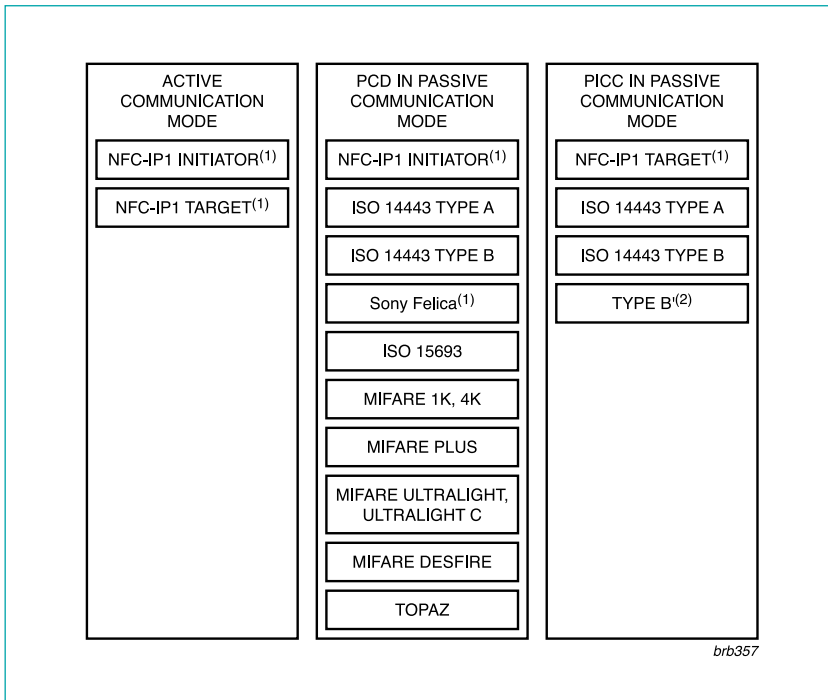 ACTIVE
COMMUNICATION
MODE
NFC-IP1 INITIATOR(1)
NFC-IP1 TARGET(1)
PCD IN PASSIVE
COMMUNICATION
MODE
NFC-IP1 INITIATOR(1)
ISO 14443 TYPE A
ISO 14443 TYPE B
Sony Felica(1)
ISO 15693
MIFARE 1K, 4K
MIFARE PLUS
MIFARE ULTRALIGHT,
ULTRALIGHT C
MIFARE DESFIRE
TOPAZ
PICC IN PASSIVE
COMMUNICATION
MODE
NFC-IP1 TARGET(1)
ISO 14443 TYPE A
ISO 14443 TYPE B
TYPE B'(2)
brb357